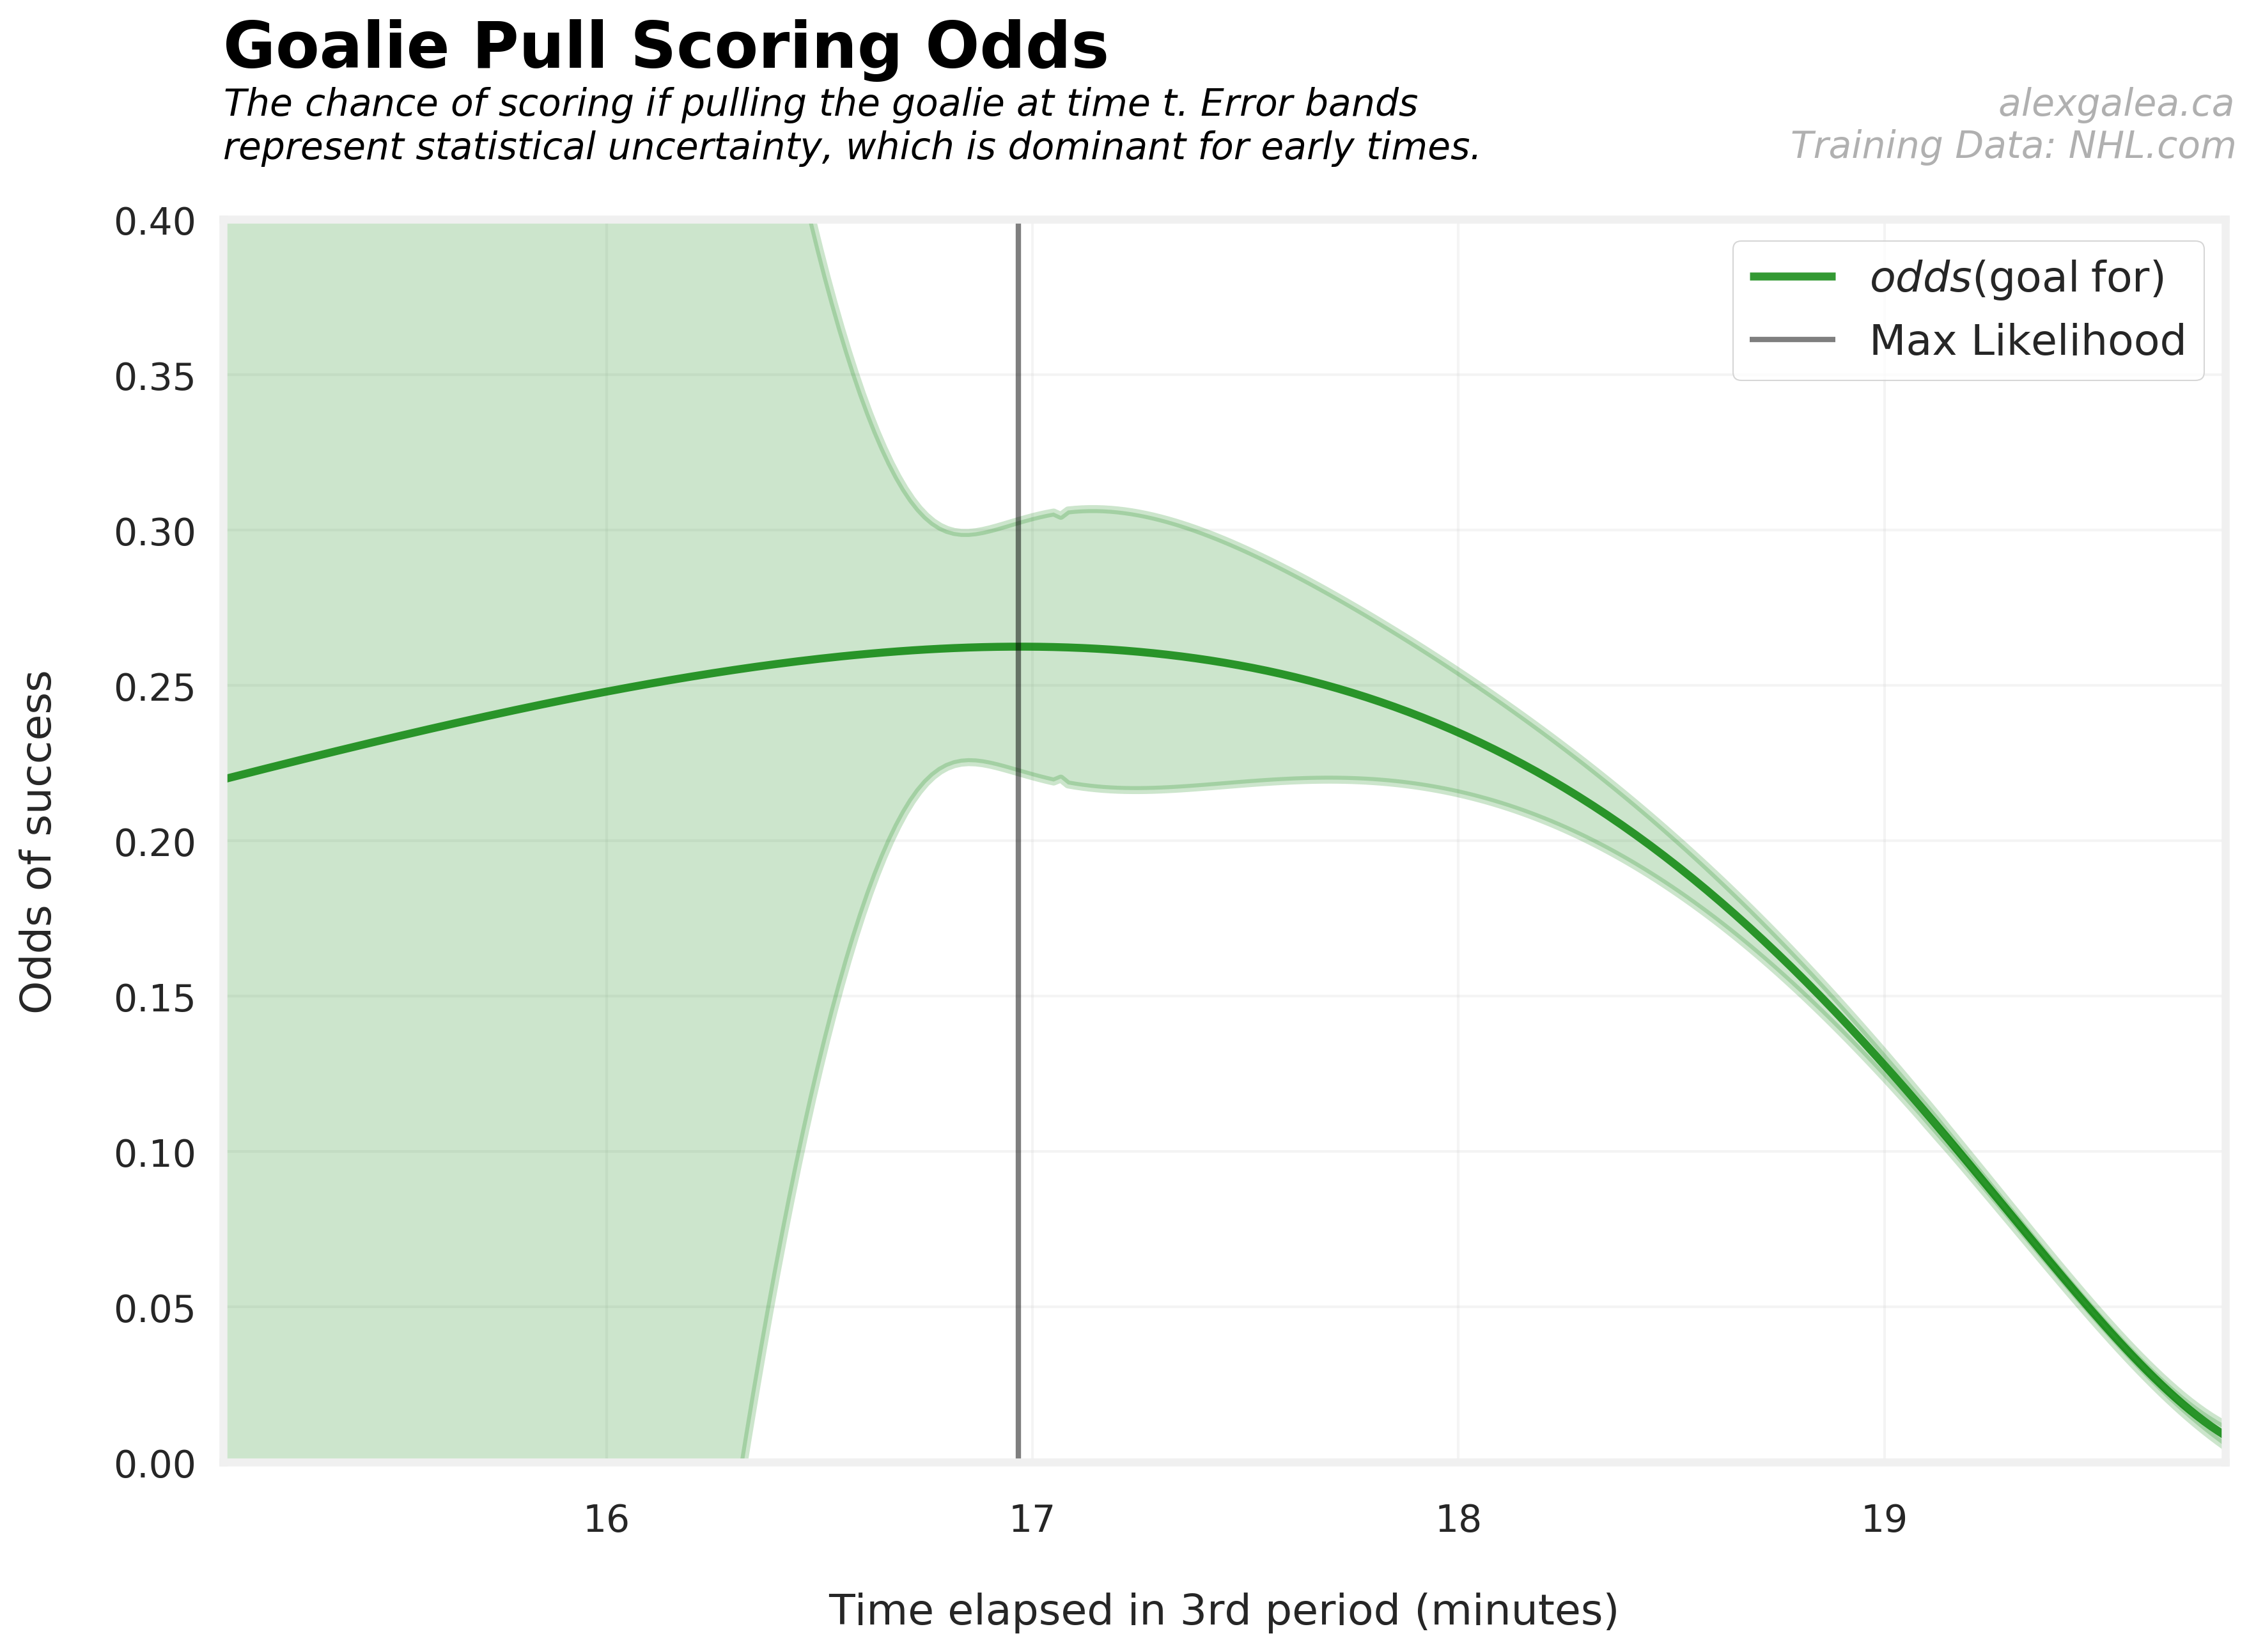 Goalie Pull Scoring Odds
The chance of scoring if pulling the goalie at time t. Error bands
represent statistical uncertainty, which is dominant for early times.
alexgalea.ca
Training Data: NHL.com
odds(goal for)
Max Likelihood
Odds of success
0.40
0.35
0.30
0.25
0.20
0.15
0.10
0.05
0.00
16
17
18
19
Time elapsed in 3rd period (minutes)